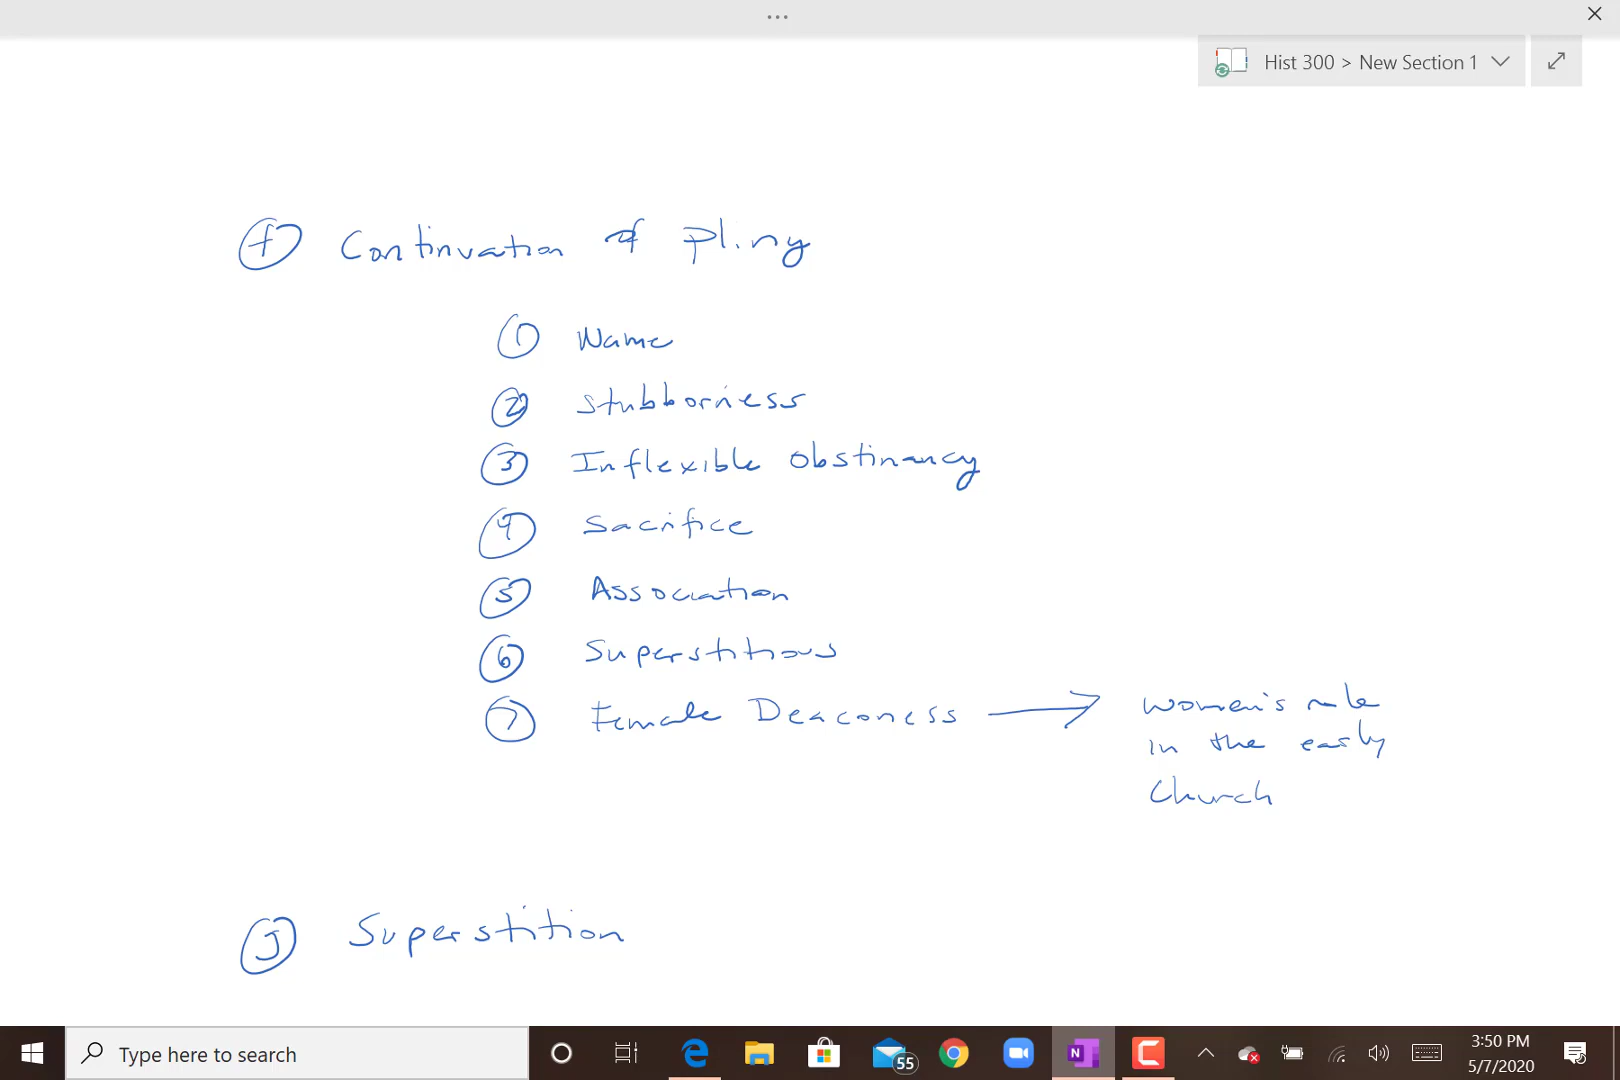 ...
Hist 300 > New Section 1
f Continuation of Pliny
1 Name
2 Stubborness
3 Inflexible Obstinancy
4 Sacrifice
5 Association
6 Superstitious
7 Female Deaconess → women's role
in the early
Church
J Superstition
Type here to search
55
N
3:50 PM
5/7/2020